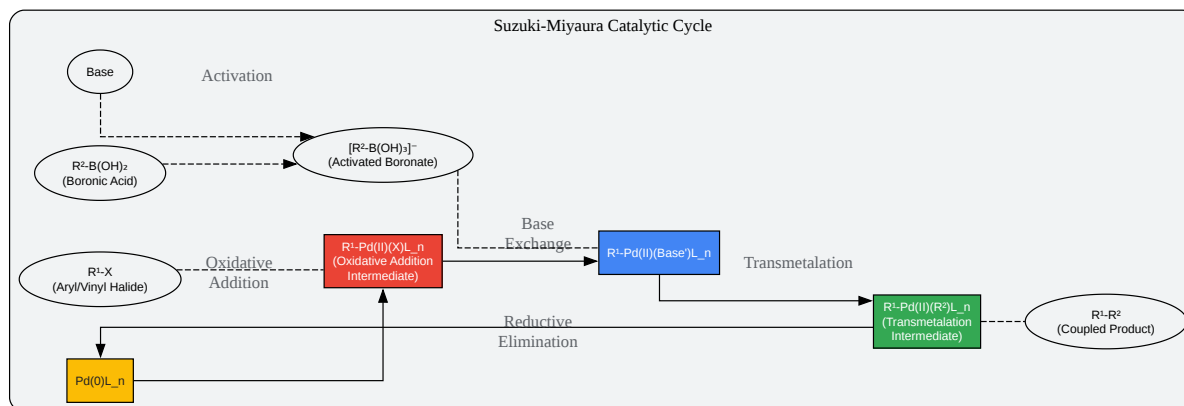 Suzuki-Miyaura Catalytic Cycle
Base
Activation
R²-B(OH)₂
(Boronic Acid)
[R²-B(OH)₃]⁻
(Activated Boronate)
R¹-X
(Aryl/Vinyl Halide)
Oxidative
Addition
R¹-Pd(II)(X)L_n
(Oxidative Addition
Intermediate)
Base
Exchange
R¹-Pd(II)(Base')L_n
Transmetalation
R¹-Pd(II)(R²)L_n
(Transmetalation
Intermediate)
R¹-R²
(Coupled Product)
Reductive
Elimination
Pd(0)L_n